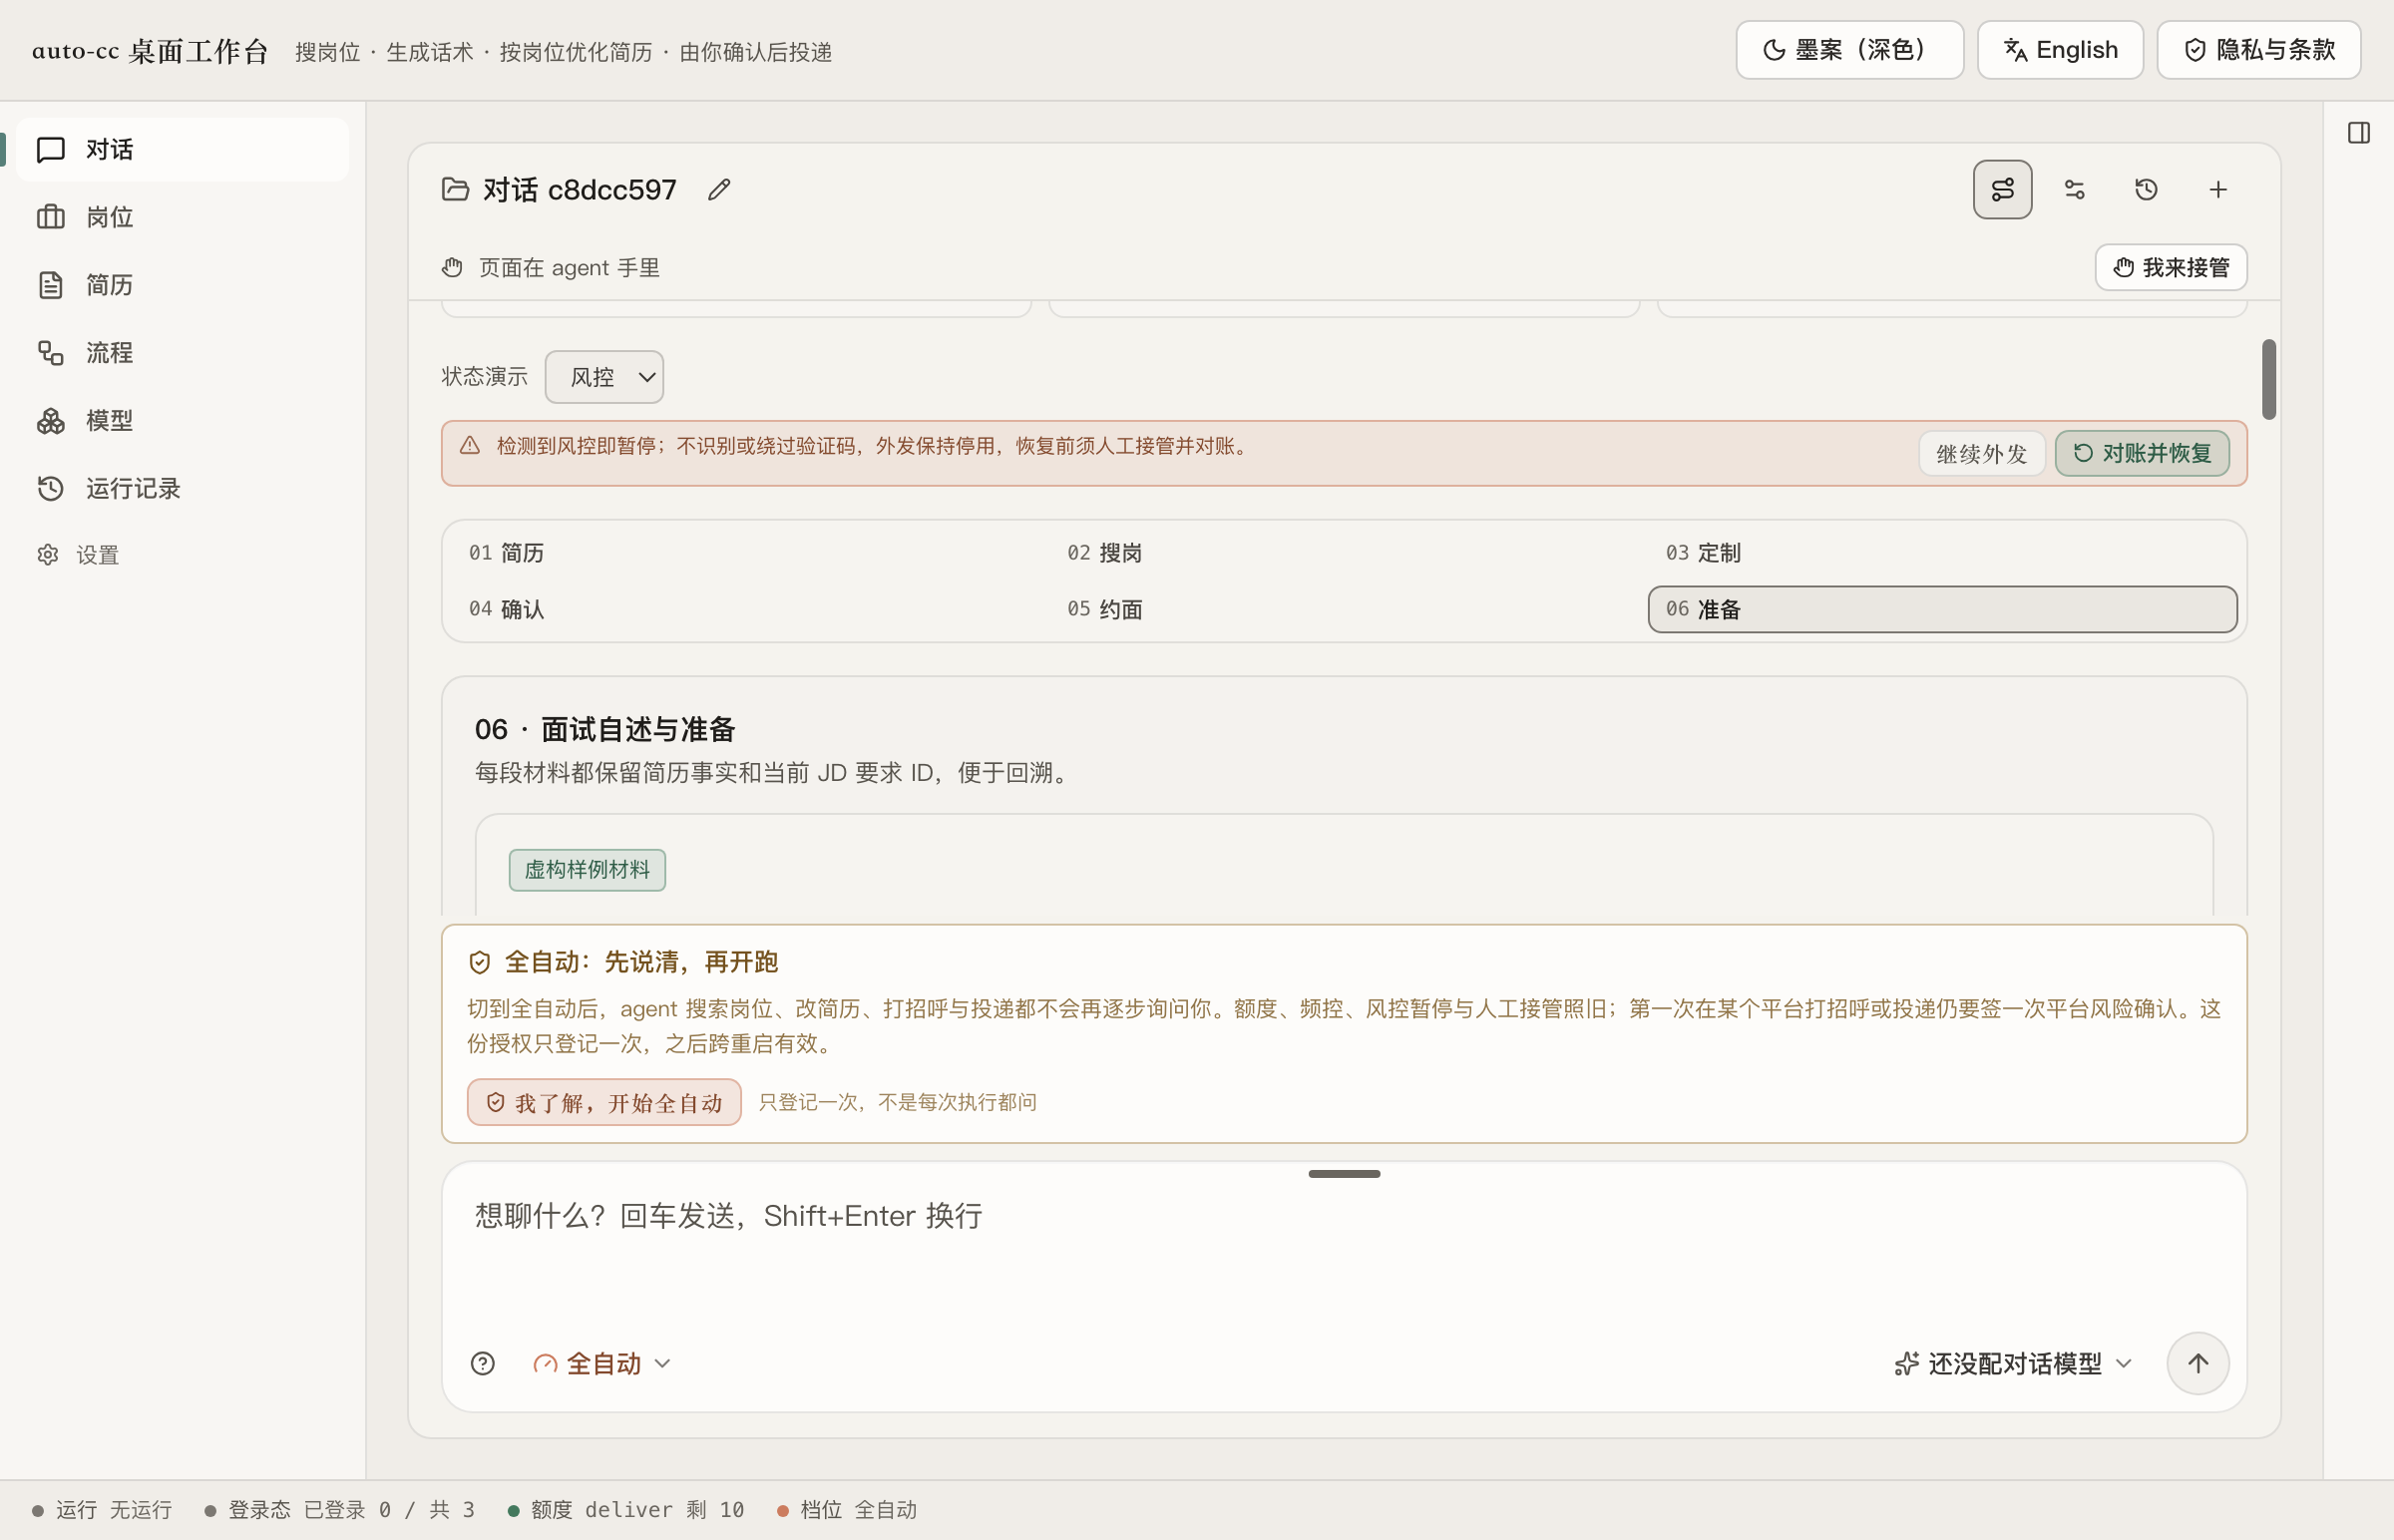 auto-cc 桌面工作台 搜岗位 · 生成话术 · 按岗位优化简历 · 由你确认后投递 墨案（深色） English 隐私与条款
对话
岗位
简历
流程
模型
运行记录
设置
对话 c8dcc597
页面在 agent 手里 我来接管
状态演示 风控
检测到风控即暂停；不识别或绕过验证码，外发保持停用，恢复前须人工接管并对账。 继续外发 对账并恢复
01 简历 02 搜岗 03 定制
04 确认 05 约面 06 准备
06 · 面试自述与准备
每段材料都保留简历事实和当前 JD 要求 ID，便于回溯。
虚构样例材料
全自动：先说清，再开跑
切到全自动后，agent 搜索岗位、改简历、打招呼与投递都不会再逐步询问你。额度、频控、风控暂停与人工接管照旧；第一次在某个平台打招呼或投递仍要签一次平台风险确认。这
份授权只登记一次，之后跨重启有效。
我了解，开始全自动 只登记一次，不是每次执行都问
想聊什么？回车发送，Shift+Enter 换行
全自动 还没配对话模型
运行 无运行 登录态 已登录 0 / 共 3 额度 deliver 剩 10 档位 全自动